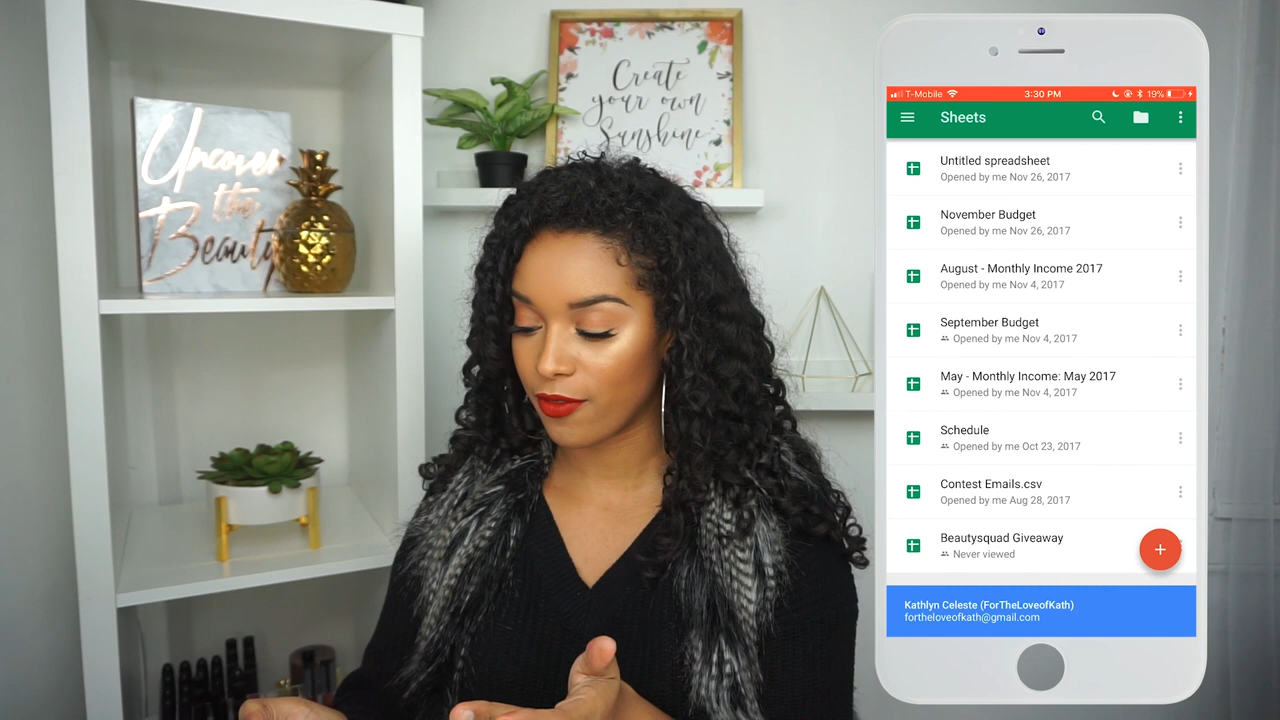 Uncover
the
Beauty
Create
your own
Sunshine
T-Mobile 3:30 PM 19%
Sheets
Untitled spreadsheet
Opened by me Nov 26, 2017
November Budget
Opened by me Nov 26, 2017
August - Monthly Income 2017
Opened by me Nov 4, 2017
September Budget
Opened by me Nov 4, 2017
May - Monthly Income: May 2017
Opened by me Nov 4, 2017
Schedule
Opened by me Oct 23, 2017
Contest Emails.csv
Opened by me Aug 28, 2017
Beautysquad Giveaway
Never viewed
Kathlyn Celeste (ForTheLoveofKath)
fortheloveofkath@gmail.com